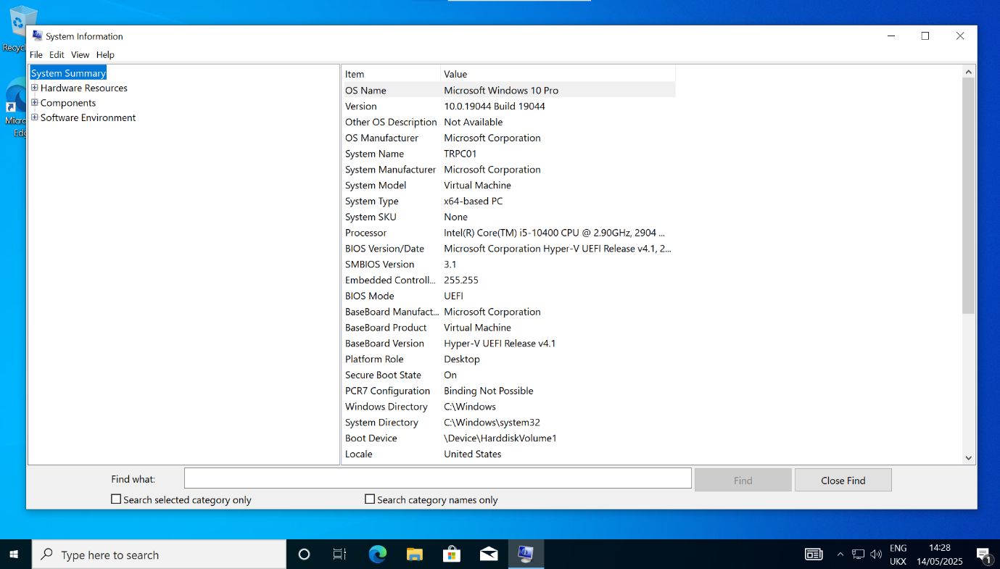 Recycl
Micro
Edg
System Information
File Edit View Help
System Summary
Hardware Resources
Components
Software Environment
Item Value
OS Name Microsoft Windows 10 Pro
Version 10.0.19044 Build 19044
Other OS Description Not Available
OS Manufacturer Microsoft Corporation
System Name TRPC01
System Manufacturer Microsoft Corporation
System Model Virtual Machine
System Type x64-based PC
System SKU None
Processor Intel(R) Core(TM) i5-10400 CPU @ 2.90GHz, 2904 ...
BIOS Version/Date Microsoft Corporation Hyper-V UEFI Release v4.1, 2...
SMBIOS Version 3.1
Embedded Controll... 255.255
BIOS Mode UEFI
BaseBoard Manufact... Microsoft Corporation
BaseBoard Product Virtual Machine
BaseBoard Version Hyper-V UEFI Release v4.1
Platform Role Desktop
Secure Boot State On
PCR7 Configuration Binding Not Possible
Windows Directory C:\Windows
System Directory C:\Windows\system32
Boot Device \Device\HarddiskVolume1
Locale United States
Find what: Find Close Find
Search selected category only Search category names only
Type here to search
ENG
UKX
14:28
14/05/2025
1